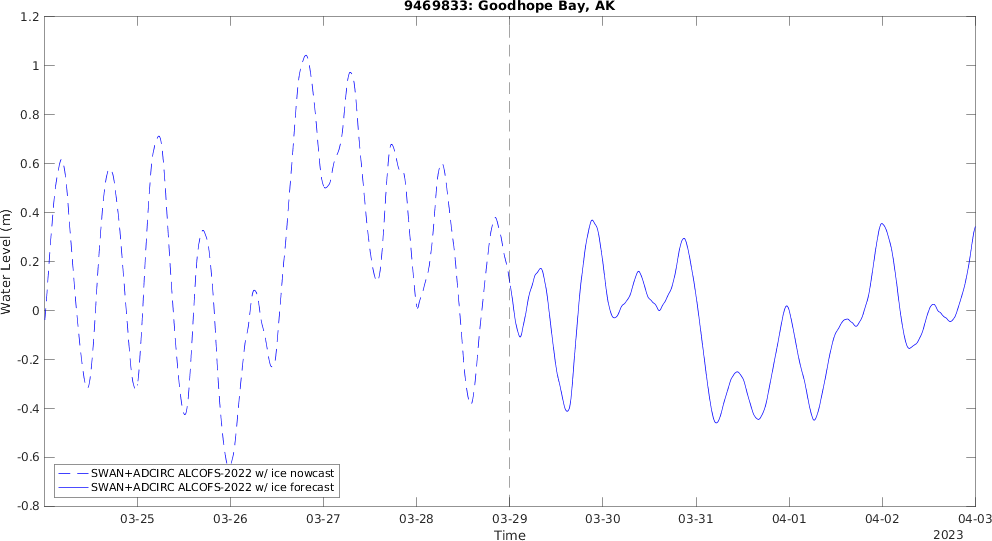 9469833: Goodhope Bay, AK
Water Level (m)
1.2
1
0.8
0.6
0.4
0.2
0
-0.2
-0.4
-0.6
-0.8
SWAN+ADCIRC ALCOFS-2022 w/ ice nowcast
SWAN+ADCIRC ALCOFS-2022 w/ ice forecast
03-25 03-26 03-27 03-28 03-29 03-30 03-31 04-01 04-02 04-03
Time
2023